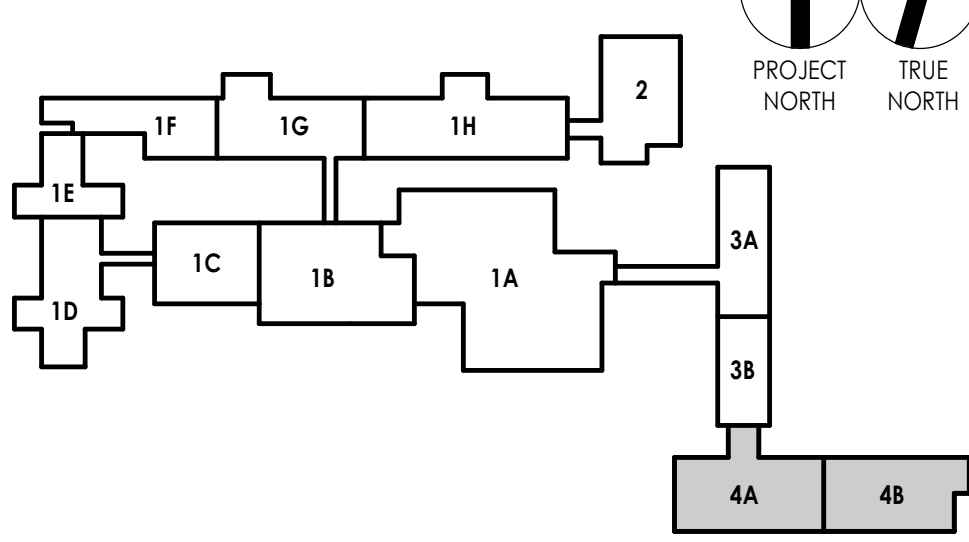 PROJECT
NORTH
TRUE
NORTH
2
1F
1G
1H
1E
3A
1C
1B
1A
1D
3B
4A
4B